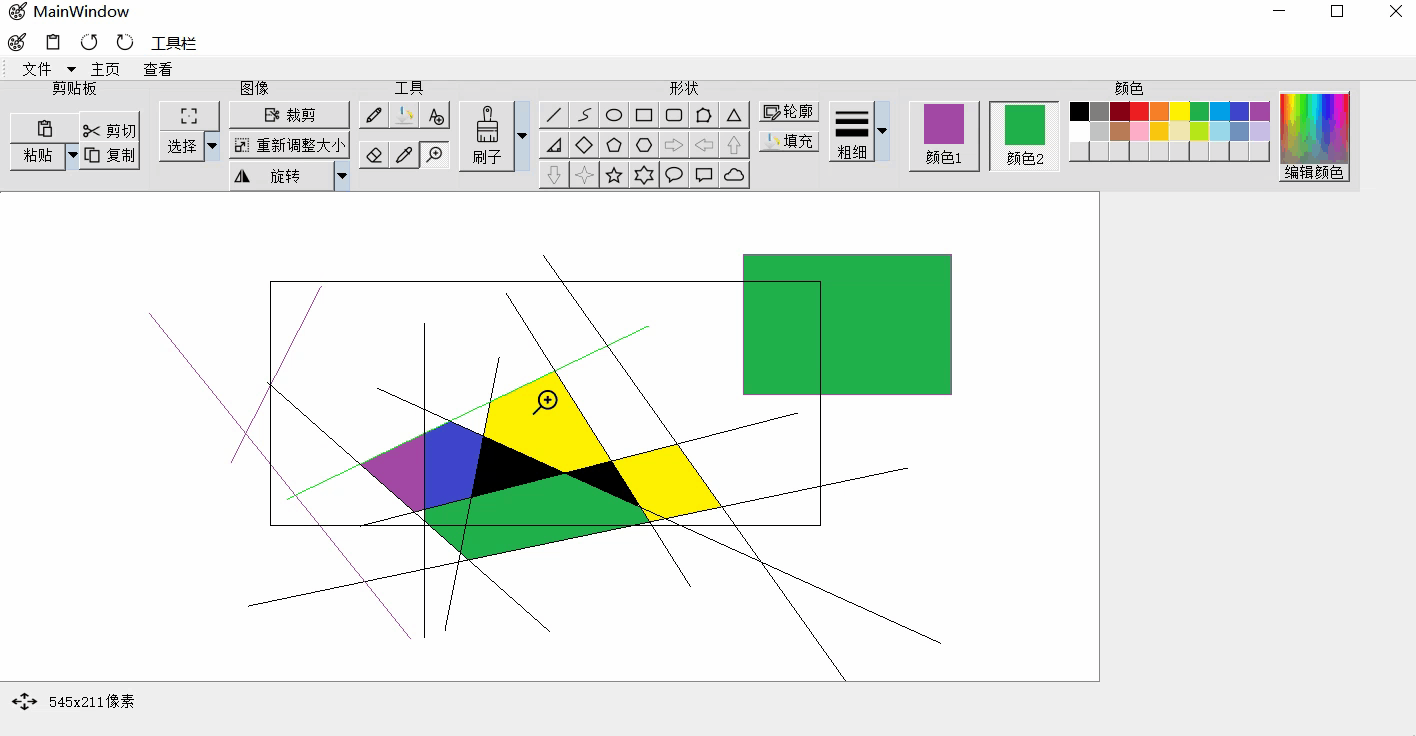 MainWindow
工具栏
文件 主页 查看
剪贴板 图像 工具 形状 颜色
粘贴 剪切 复制
选择 裁剪 重新调整大小 旋转
A
刷子
轮廓 填充
粗细
颜色1 颜色2 编辑颜色
545x211像素